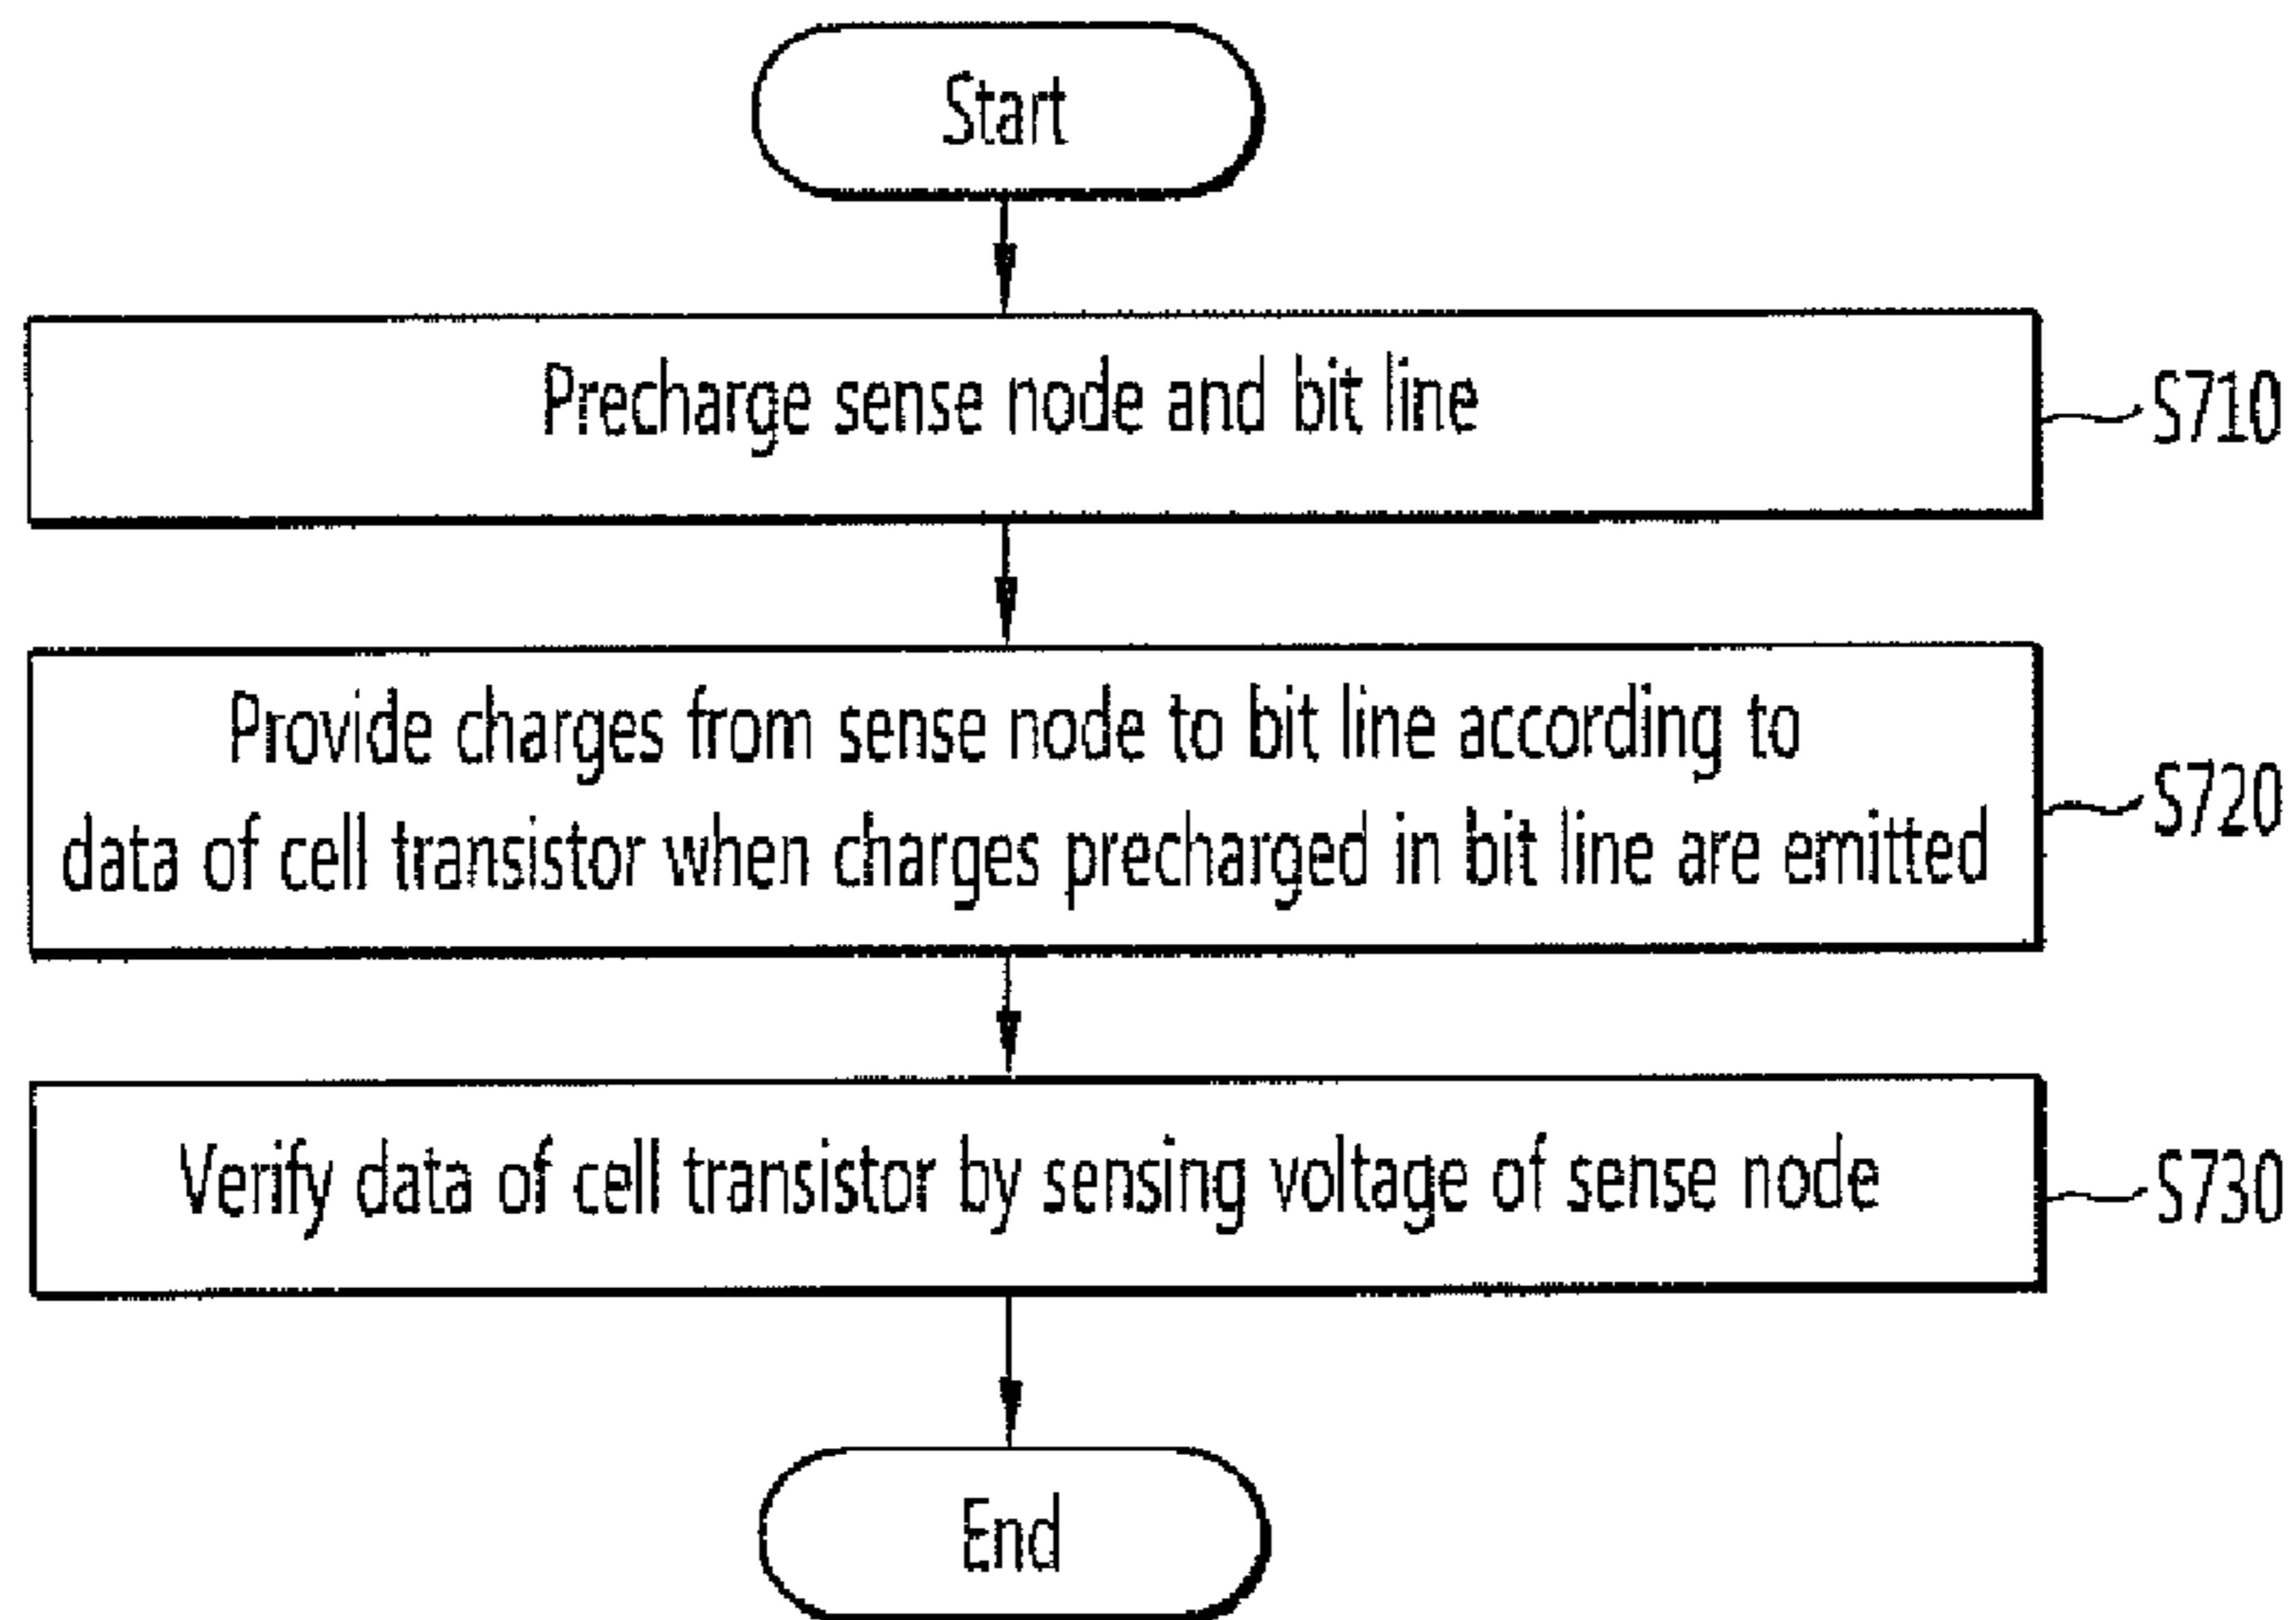 Start
Precharge sense node and bit line
S710
Provide charges from sense node to bit line according to
data of cell transistor when charges precharged in bit line are emitted
S720
Verify data of cell transistor by sensing voltage of sense node
S730
End